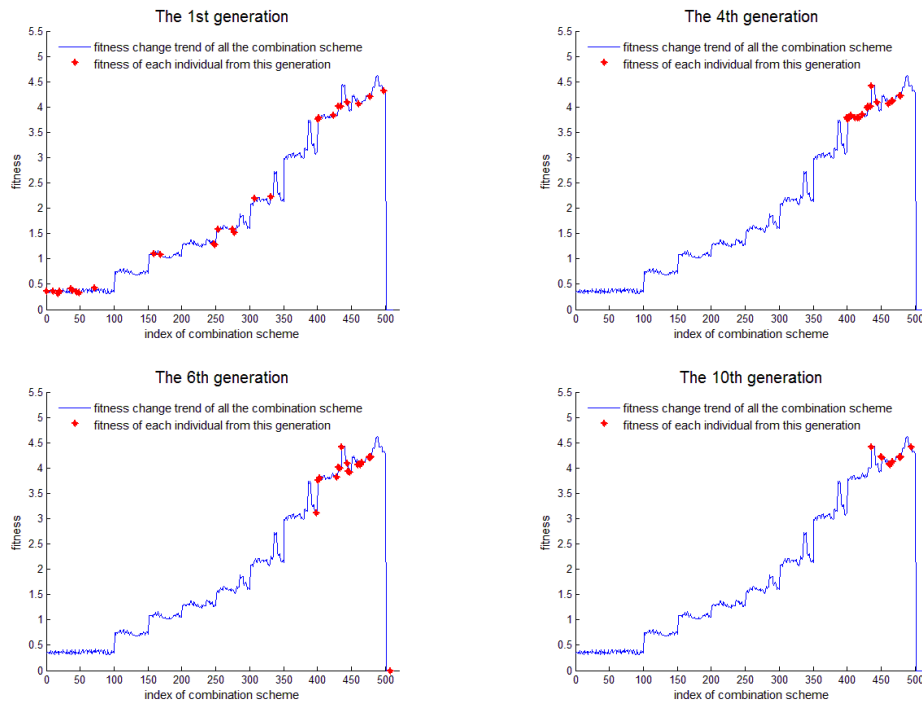 The 1st generation
5.5
5
4.5
4
3.5
3
2.5
2
1.5
1
0.5
0
fitness
fitness change trend of all the combination scheme
fitness of each individual from this generation
0 50 100 150 200 250 300 350 400 450 500
index of combination scheme
The 4th generation
5.5
5
4.5
4
3.5
3
2.5
2
1.5
1
0.5
0
fitness
fitness change trend of all the combination scheme
fitness of each individual from this generation
0 50 100 150 200 250 300 350 400 450 500
index of combination scheme
The 6th generation
5.5
5
4.5
4
3.5
3
2.5
2
1.5
1
0.5
0
fitness
fitness change trend of all the combination scheme
fitness of each individual from this generation
0 50 100 150 200 250 300 350 400 450 500
index of combination scheme
The 10th generation
5.5
5
4.5
4
3.5
3
2.5
2
1.5
1
0.5
0
fitness
fitness change trend of all the combination scheme
fitness of each individual from this generation
0 50 100 150 200 250 300 350 400 450 500
index of combination scheme